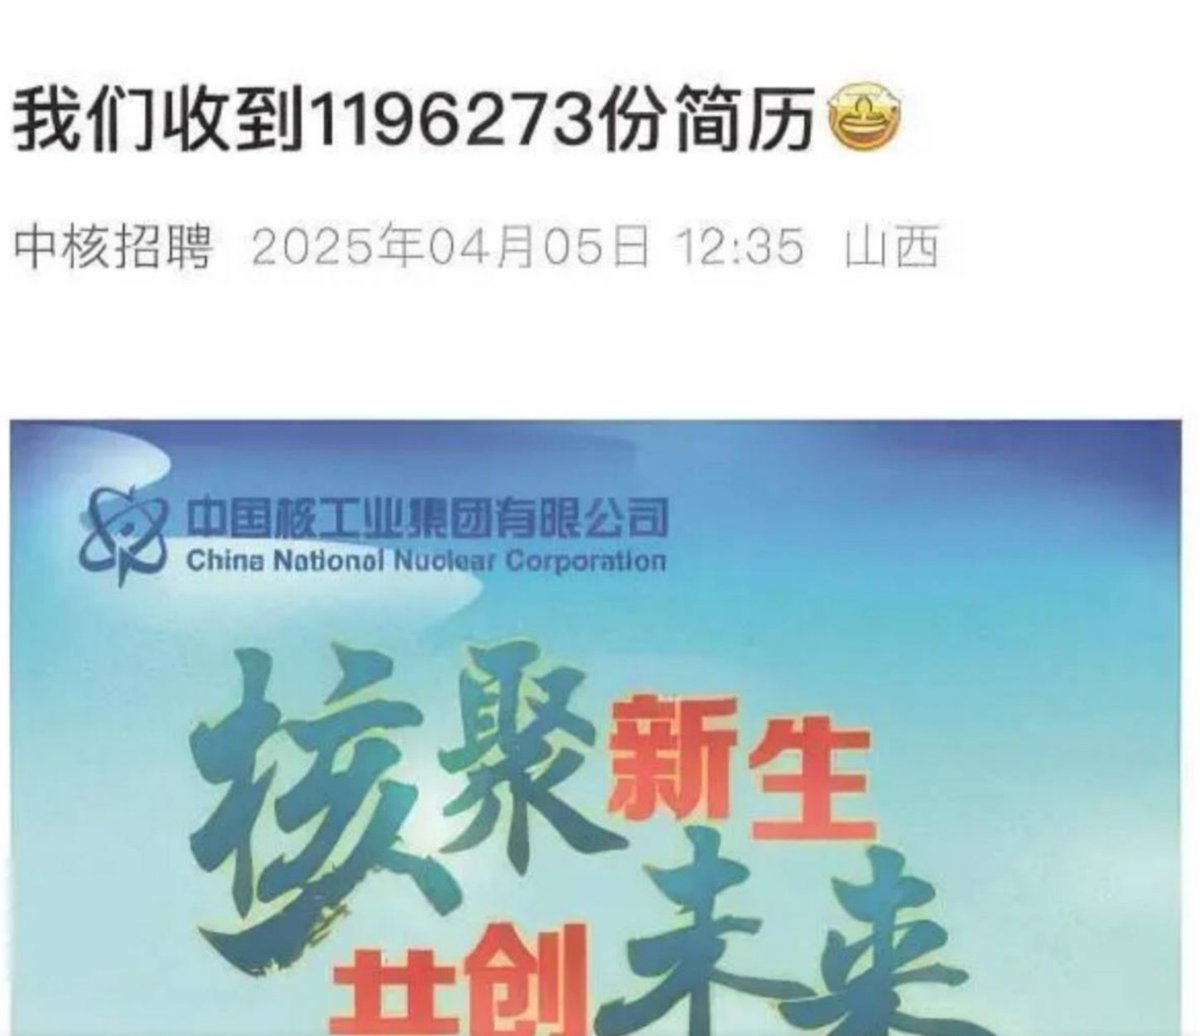 我们收到1196273份简历🤩
中核招聘 2025年04月05日 12:35 山西
中国核工业集团有限公司
China National Nuclear Corporation
核聚新生
共创未来